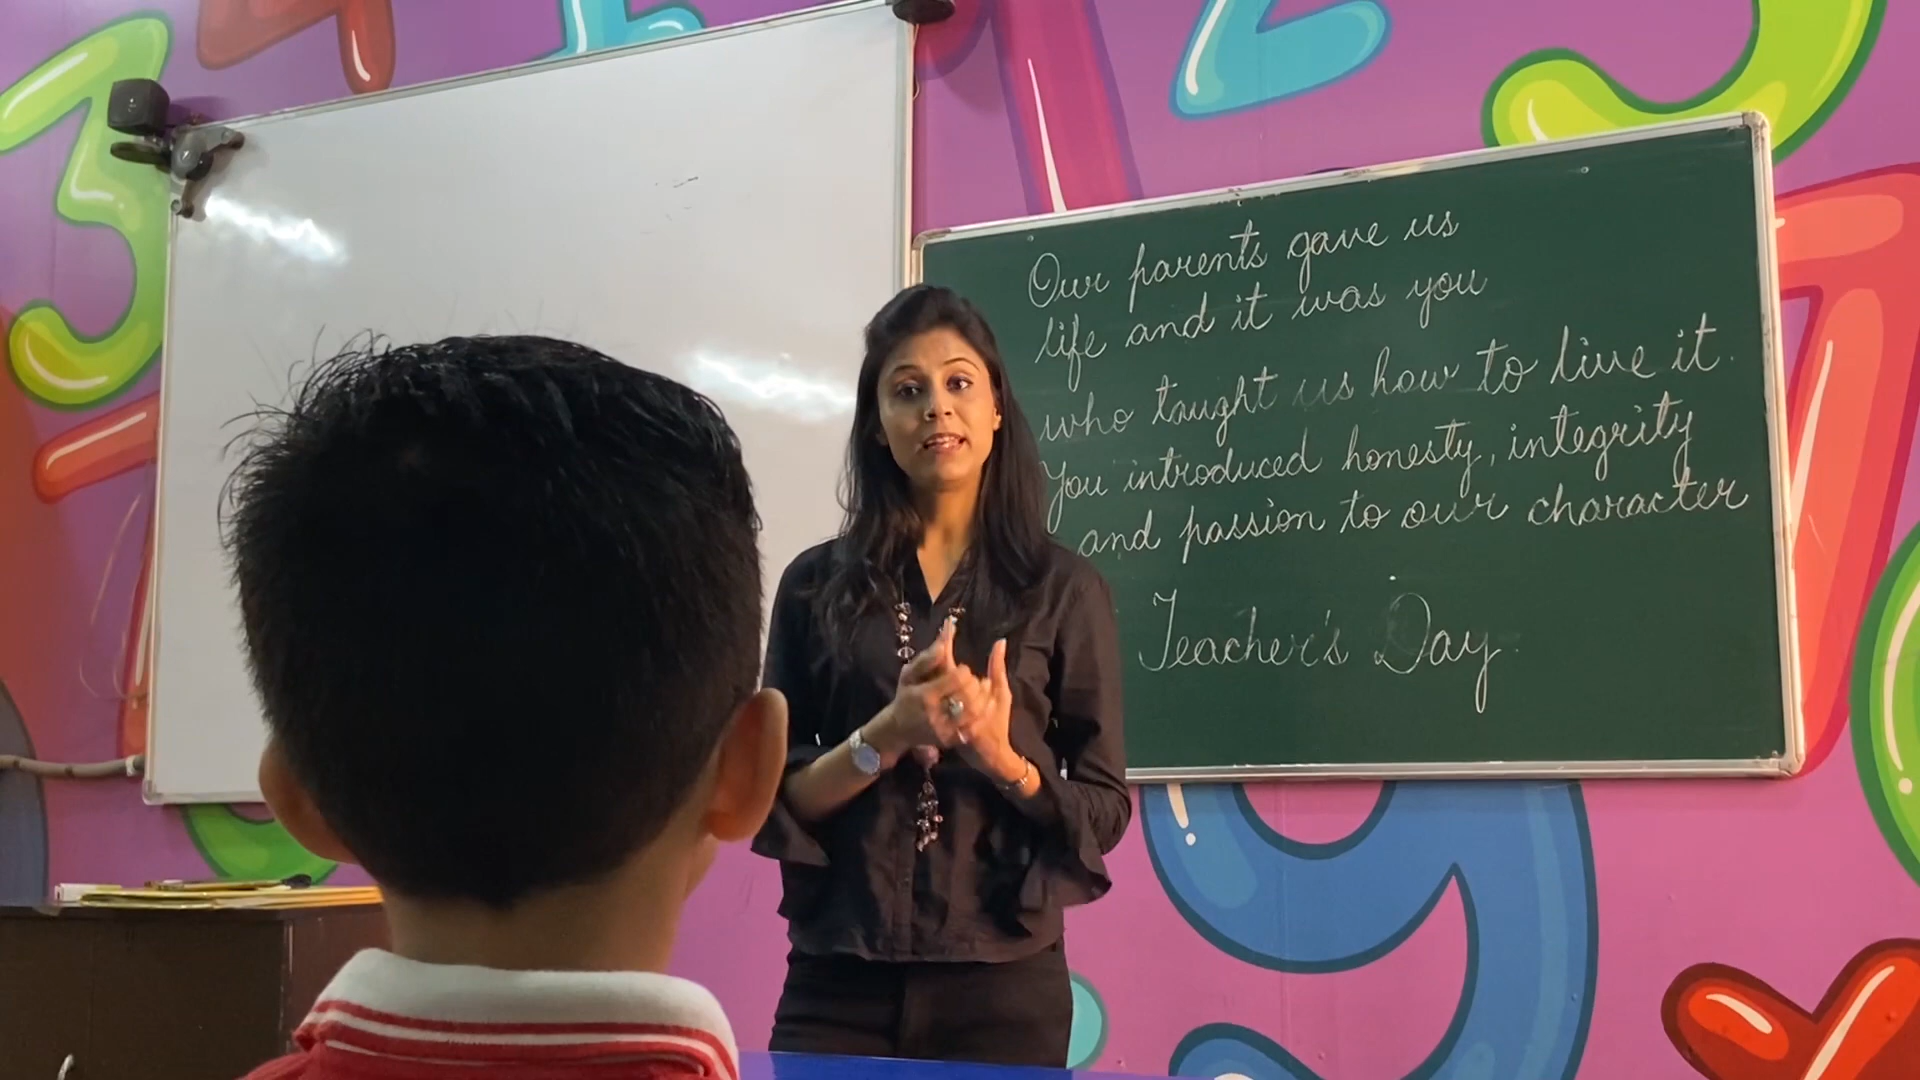 Our parents gave us
life and it was you
who taught us how to live it.
You introduced honesty, integrity
and passion to our character
Teacher's Day